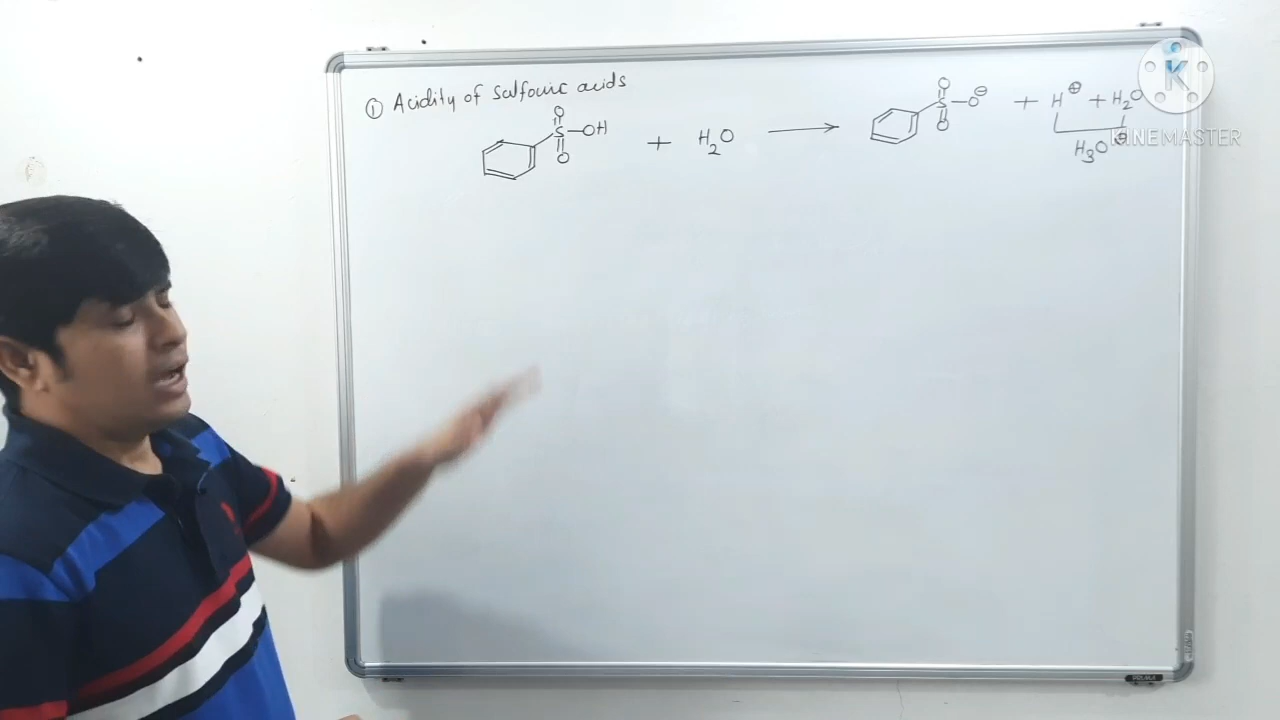 ① Acidity of Sulfonic acids
O
S—OH
O
+ H2O ⟶
O
S—O⊖
O
+ H⊕ + H2O
H3O⊕
K
KINEMASTER